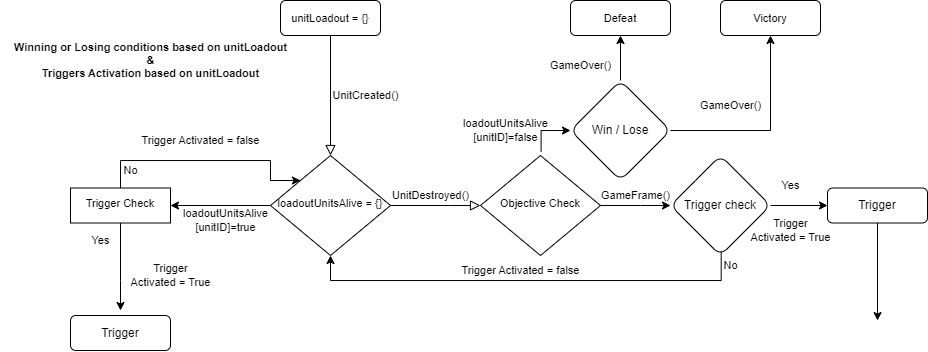 unitLoadout = {}
Defeat
Victory
Winning or Losing conditions based on unitLoadout
&
Triggers Activation based on unitLoadout
GameOver()
UnitCreated()
GameOver()
loadoutUnitsAlive
[unitID]=false
Win / Lose
Trigger Activated = false
No
Trigger Check
loadoutUnitsAlive
[unitID]=true
loadoutUnitsAlive = {}
UnitDestroyed()
Objective Check
GameFrame()
Trigger check
Yes
Trigger
Activated = True
Trigger
Yes
Trigger
Activated = True
Trigger Activated = false
No
Trigger